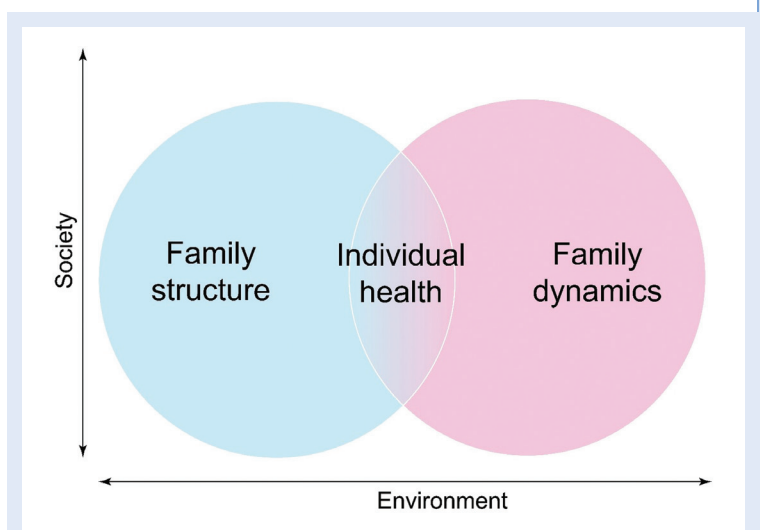 Society
Family
structure
Individual
health
Family
dynamics
Environment